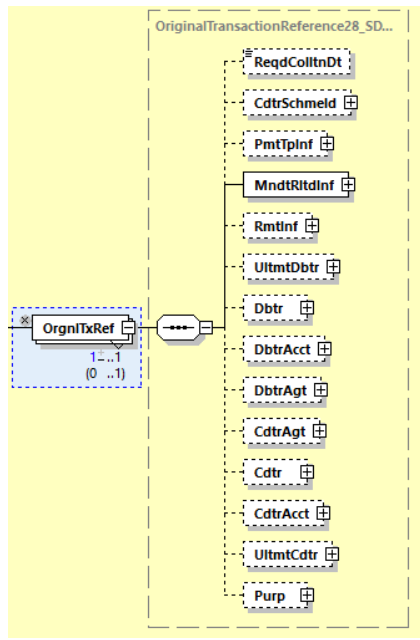 OriginalTransactionReference28_SD...
ReqdColltnDt
CdtrSchmeId
PmtTpInf
MndtRltdInf
RmtInf
UltmtDbtr
OrgnlTxRef
1 ..1
(0 ..1)
Dbtr
DbtrAcct
DbtrAgt
CdtrAgt
Cdtr
CdtrAcct
UltmtCdtr
Purp